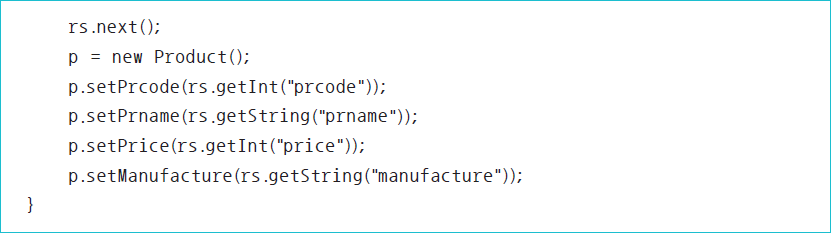 rs.next();
p = new Product();
p.setPrcode(rs.getInt("prcode"));
p.setPrname(rs.getString("prname"));
p.setPrice(rs.getInt("price"));
p.setManufacture(rs.getString("manufacture"));
}